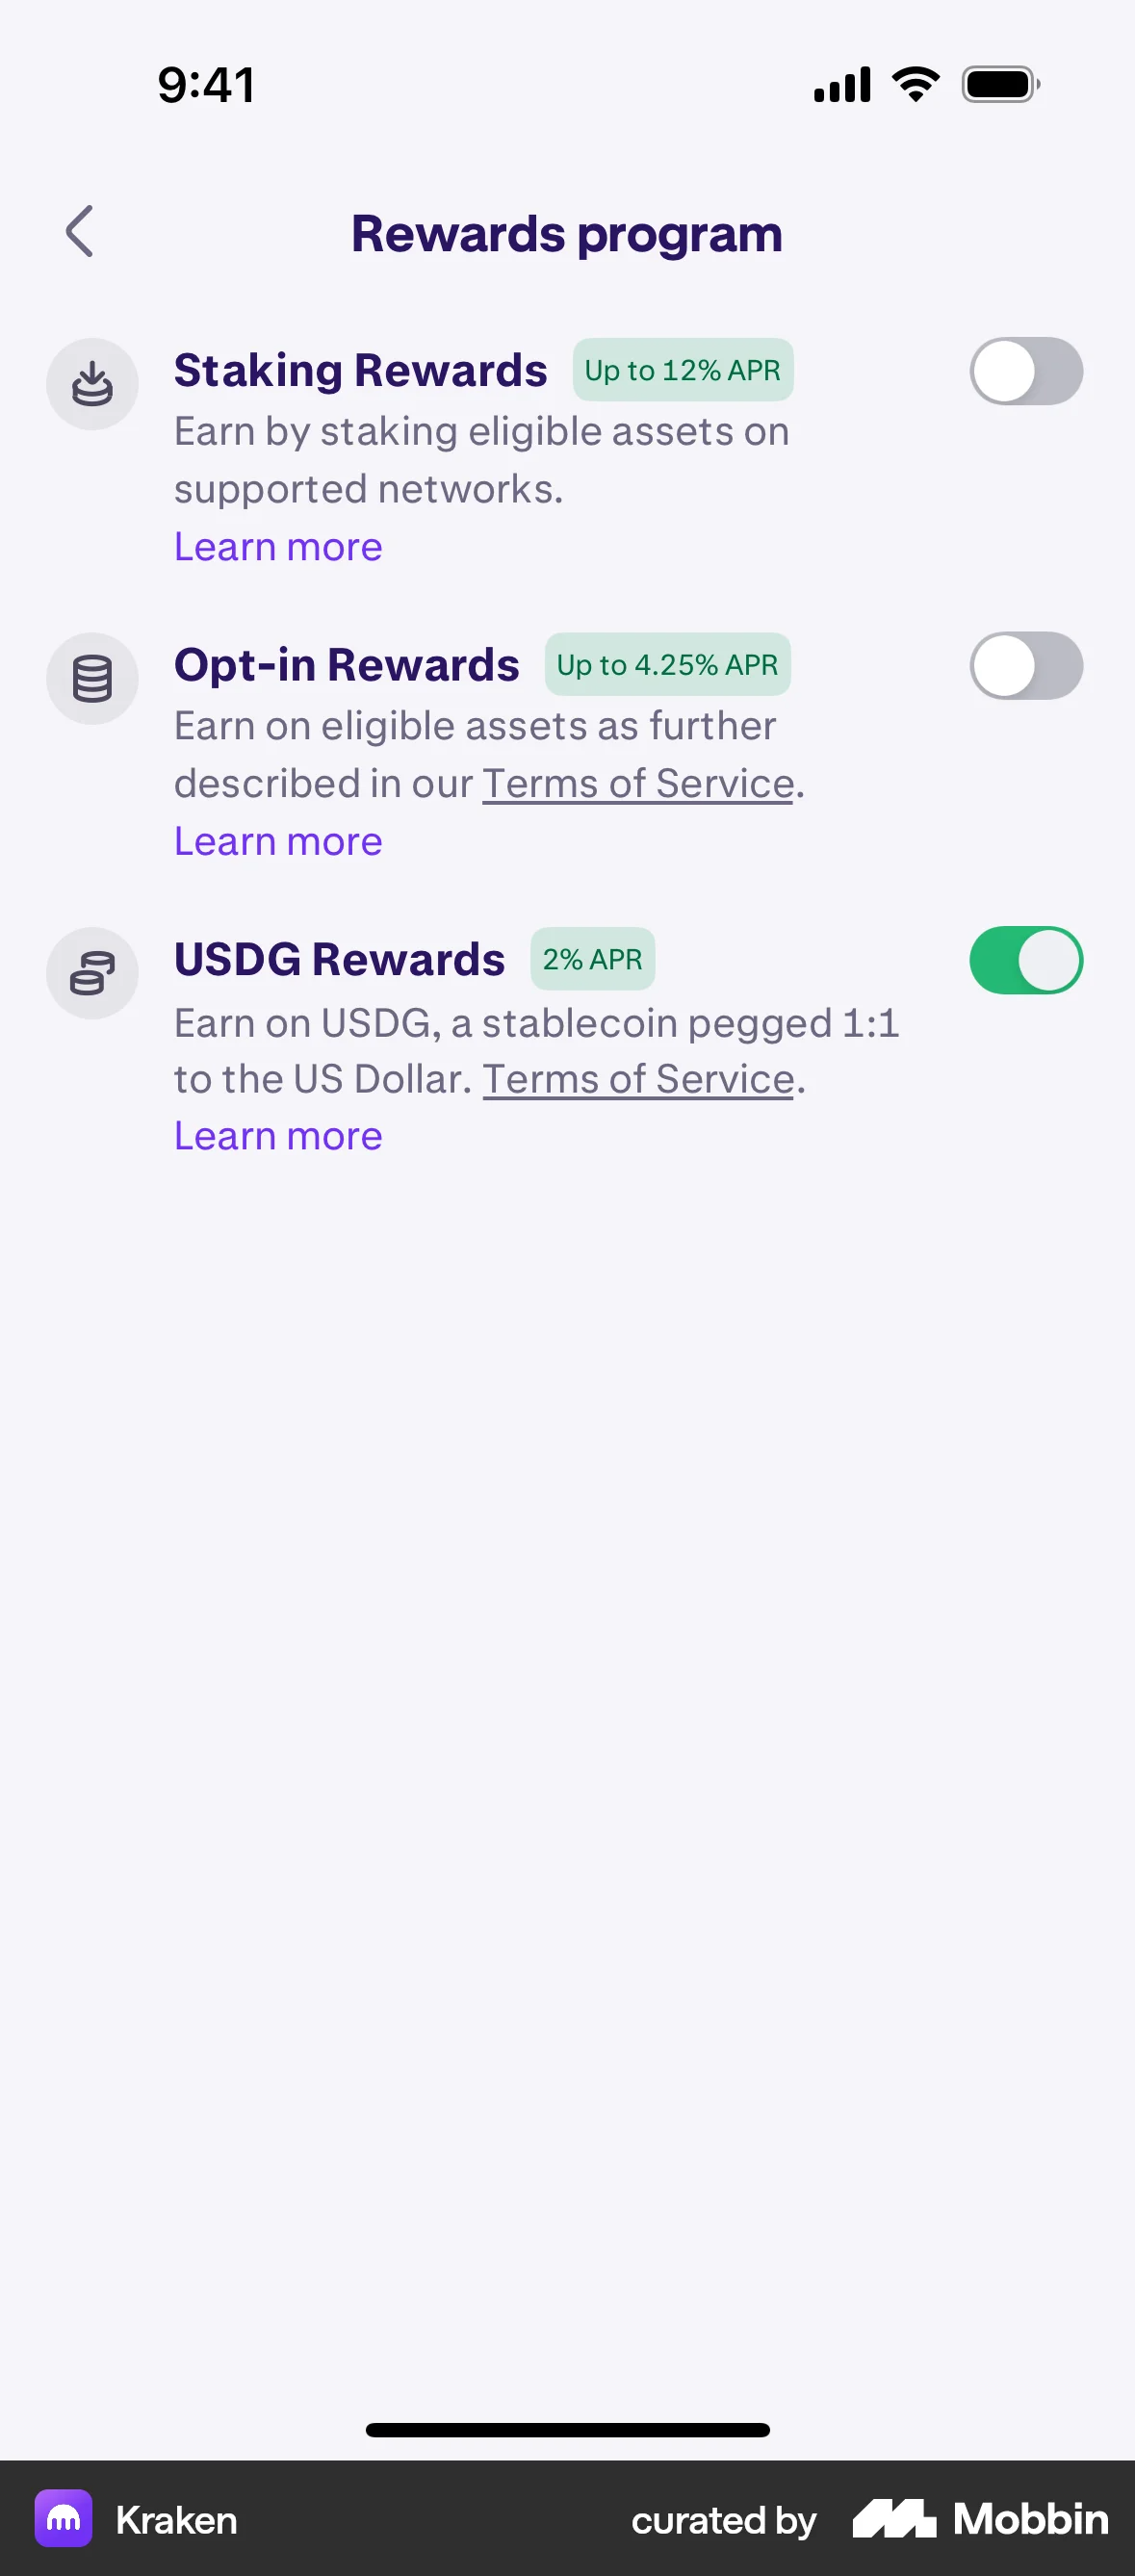 9:41
Rewards program
Staking Rewards Up to 12% APR
Earn by staking eligible assets on
supported networks.
Learn more
Opt-in Rewards Up to 4.25% APR
Earn on eligible assets as further
described in our Terms of Service.
Learn more
USDG Rewards 2% APR
Earn on USDG, a stablecoin pegged 1:1
to the US Dollar. Terms of Service.
Learn more
Kraken curated by Mobbin